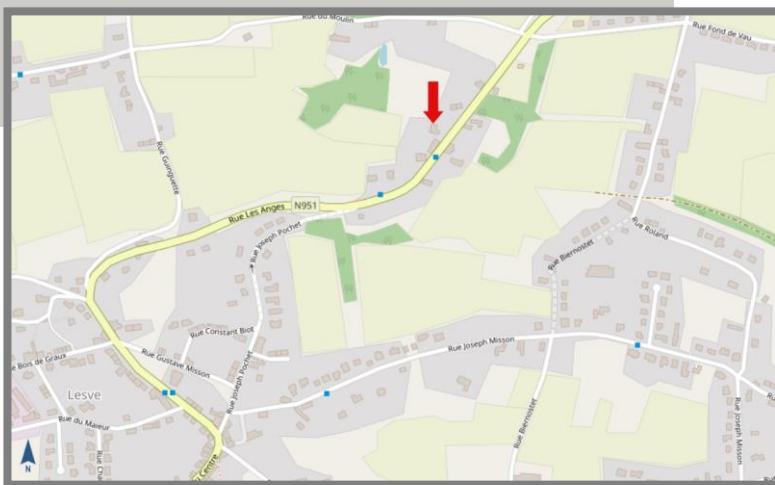 Rue du Moulin
Rue Fond de Vau
Rue Guinguette
Rue Les Anges
N951
Rue Joseph Pochet
Rue Roland
Rue Biernostet
Rue Constant Biot
Rue Joseph Misson
Rue Gustave Misson
Bois de Graux
Lesve
Rue Joseph Pochet
Rue du Maieur
Rue Biernostet
Rue Joseph Misson
Centre
N